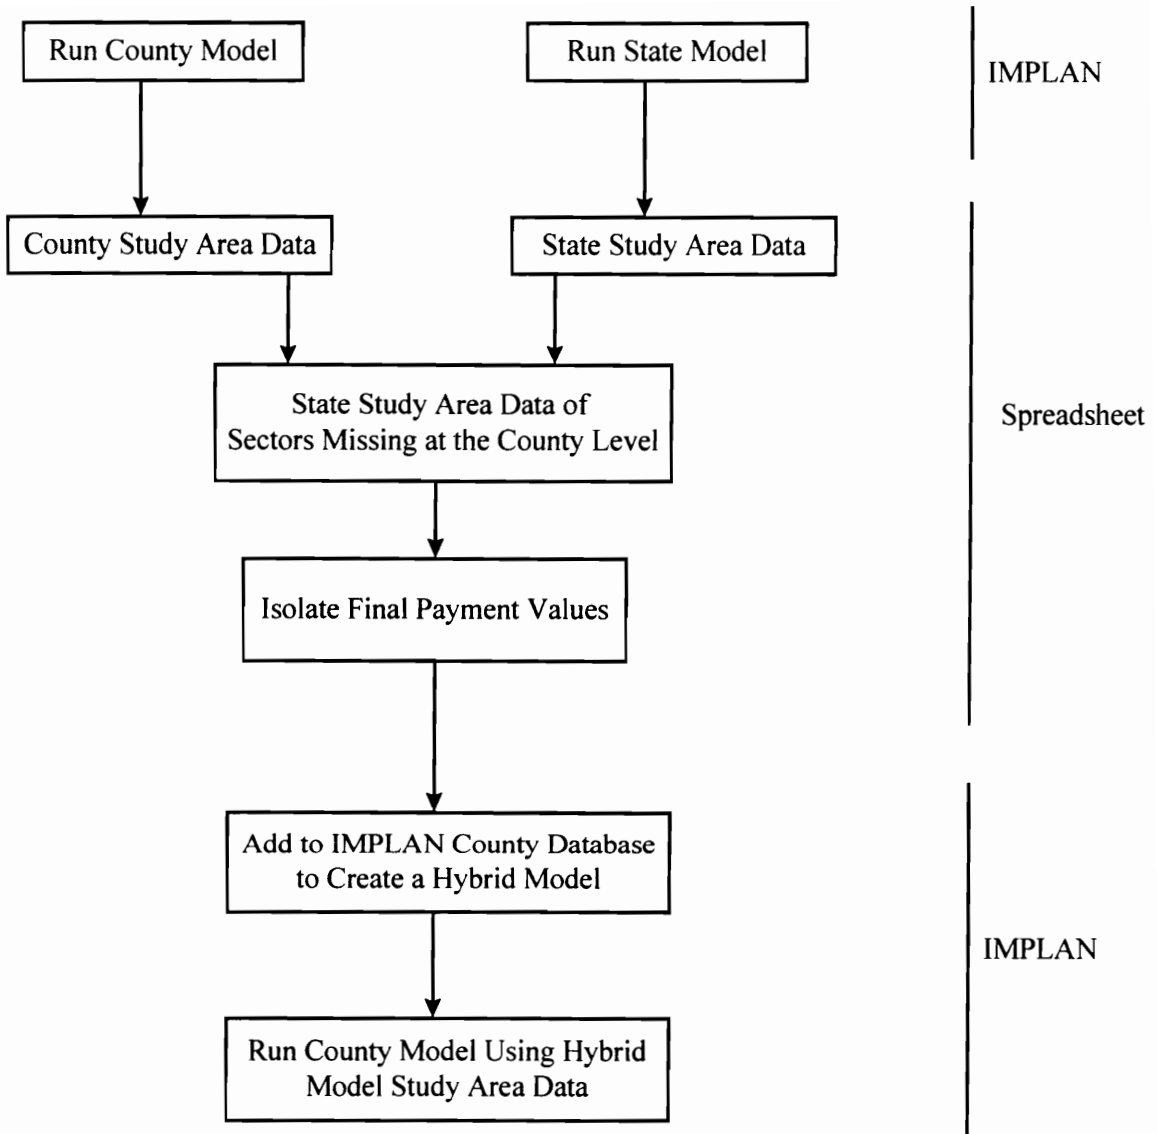 Run County Model
Run State Model
IMPLAN
County Study Area Data
State Study Area Data
State Study Area Data of
Sectors Missing at the County Level
Spreadsheet
Isolate Final Payment Values
Add to IMPLAN County Database
to Create a Hybrid Model
IMPLAN
Run County Model Using Hybrid
Model Study Area Data